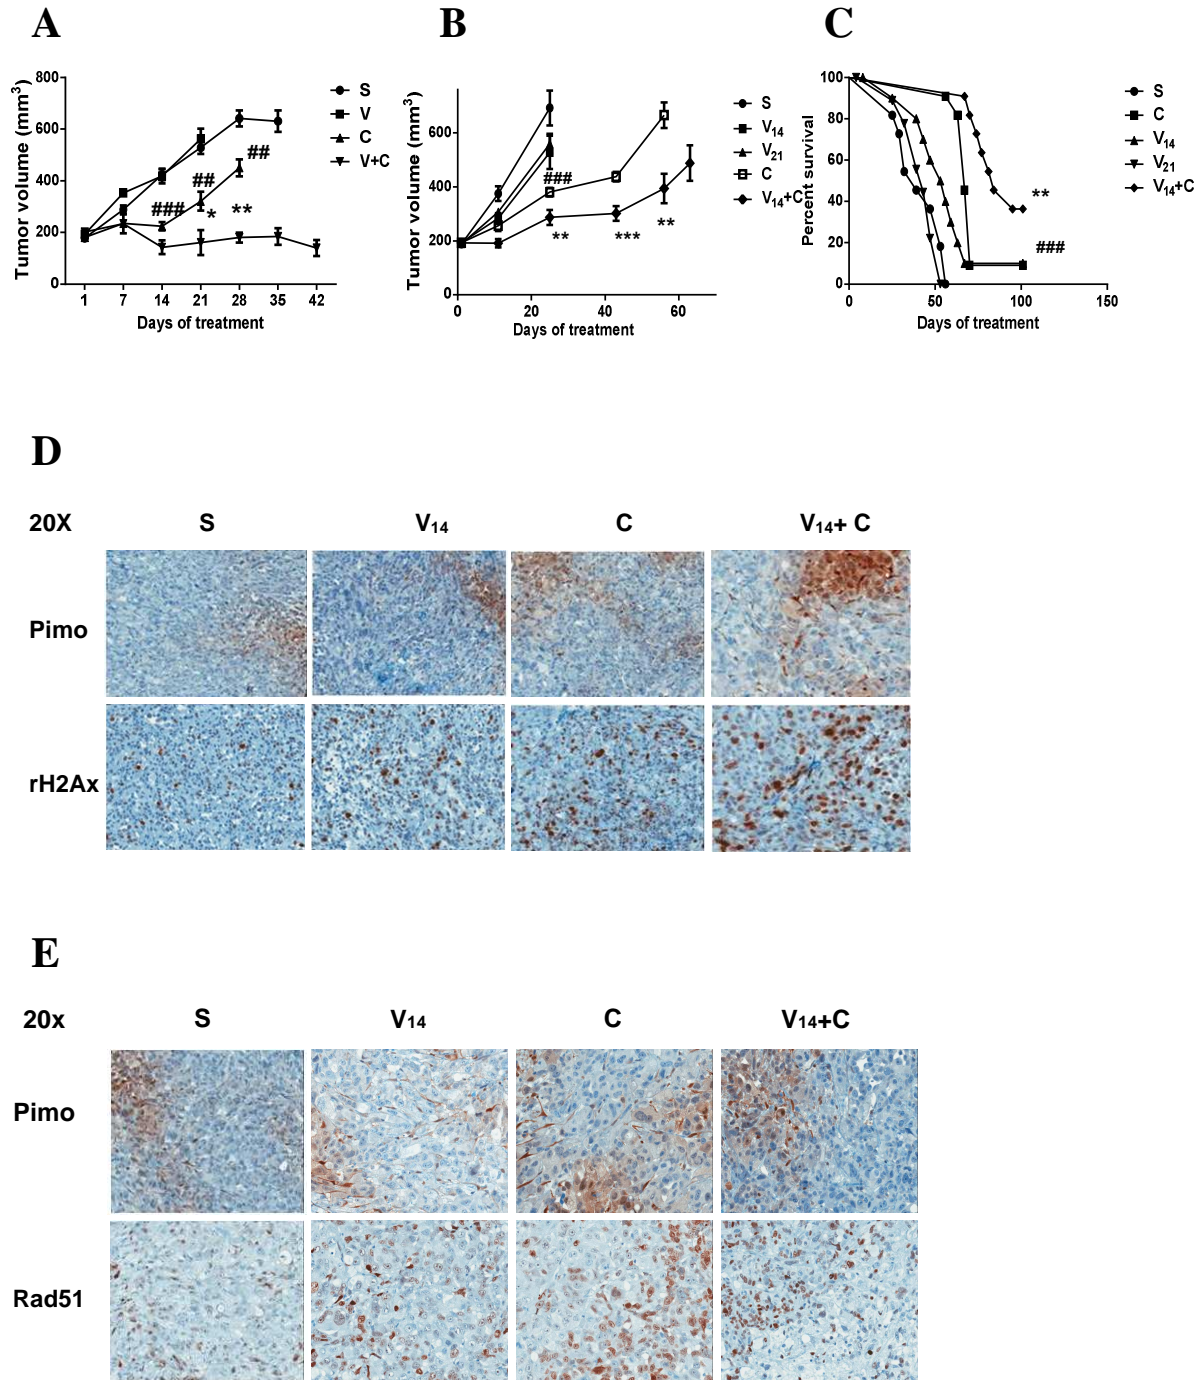 A
B
C
Tumor volume (mm³)
800
600
400
200
0
1
7
14
21
28
35
42
Days of treatment
###
##
*
##
**
S
V
C
V+C
Tumor volume (mm³)
600
400
200
0
0
20
40
60
Days of treatment
###
**
***
**
S
V₁₄
V₂₁
C
V₁₄+C
Percent survival
100
80
60
40
20
0
0
50
100
150
Days of treatment
**
###
S
C
V₁₄
V₂₁
V₁₄+C
D
20X
S
V₁₄
C
V₁₄+ C
Pimo
rH2Ax
E
20x
S
V₁₄
C
V₁₄+C
Pimo
Rad51